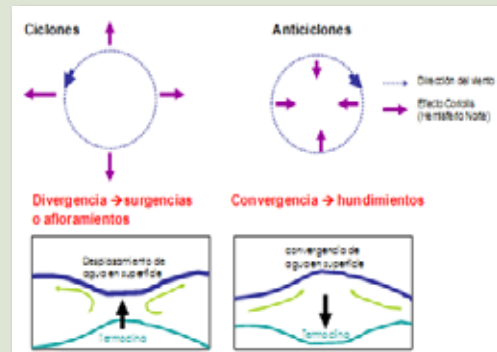 Ciclones
Anticiclones
Dirección del viento
Efecto Coriolis
(Hemisferio Norte)
Divergencia → surgencias
o afloramientos
Convergencia → hundimientos
Desplazamiento de
agua en superficie
Termoclina
convergencia de
agua en superficie
Termoclina